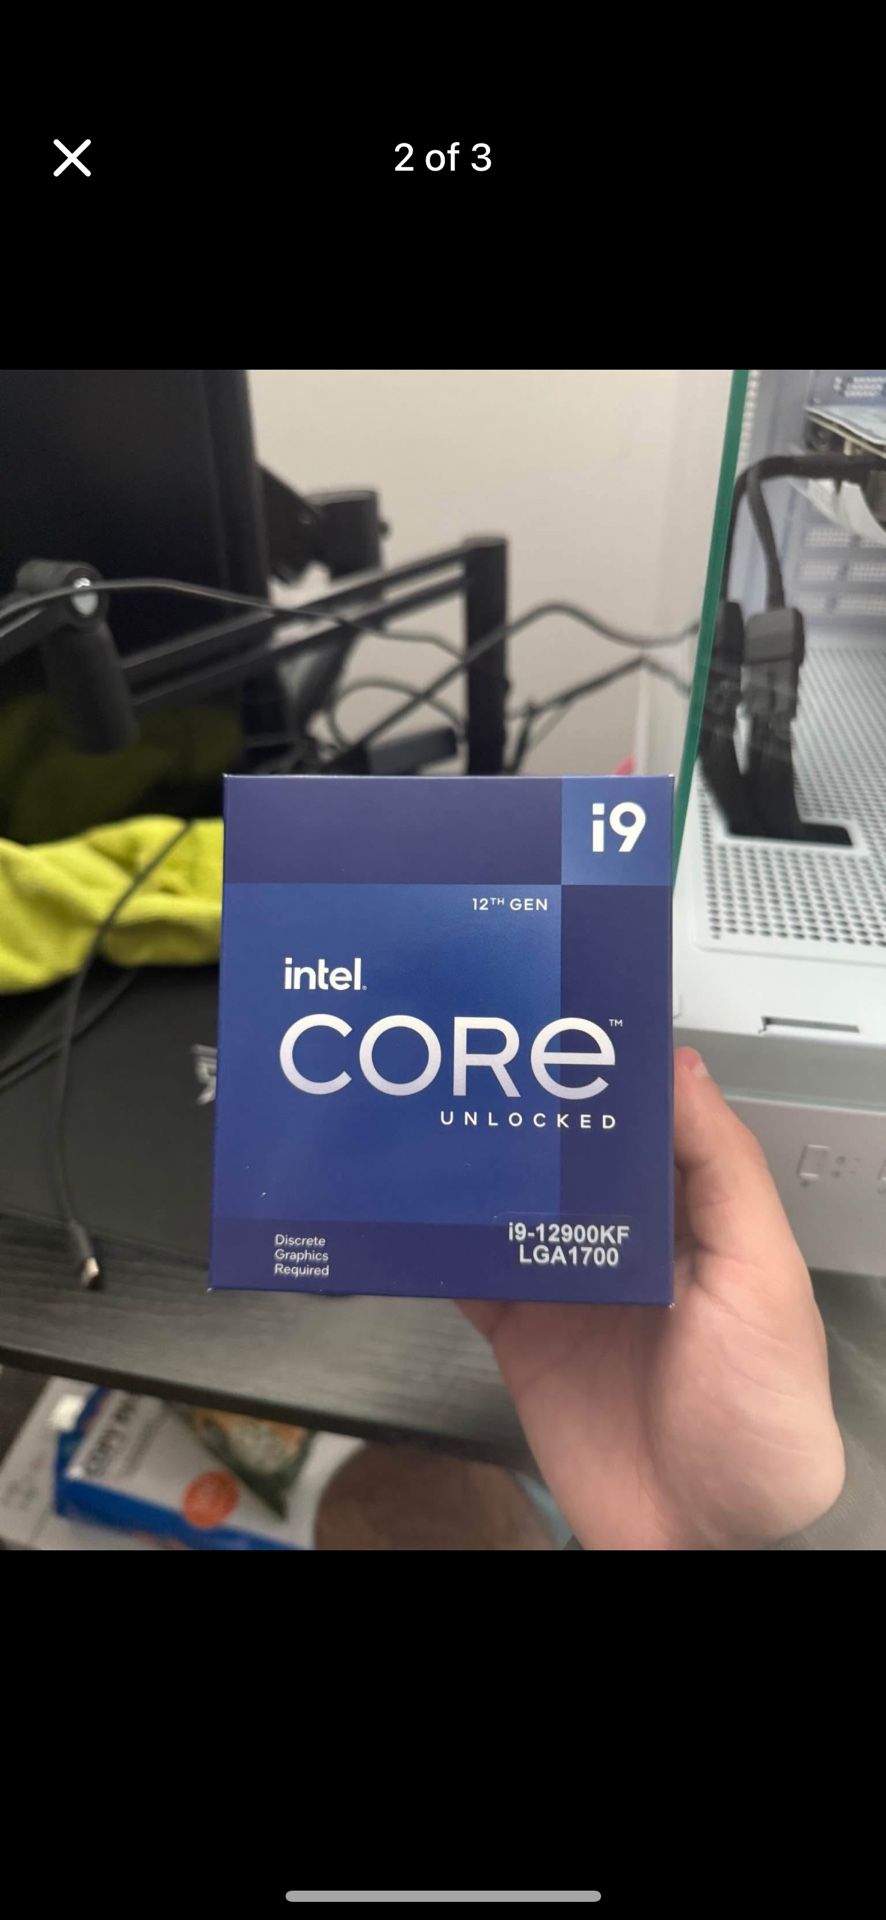 2 of 3
i9
12TH GEN
intel.
CORe™
UNLOCKED
Discrete
Graphics
Required
i9-12900KF
LGA1700